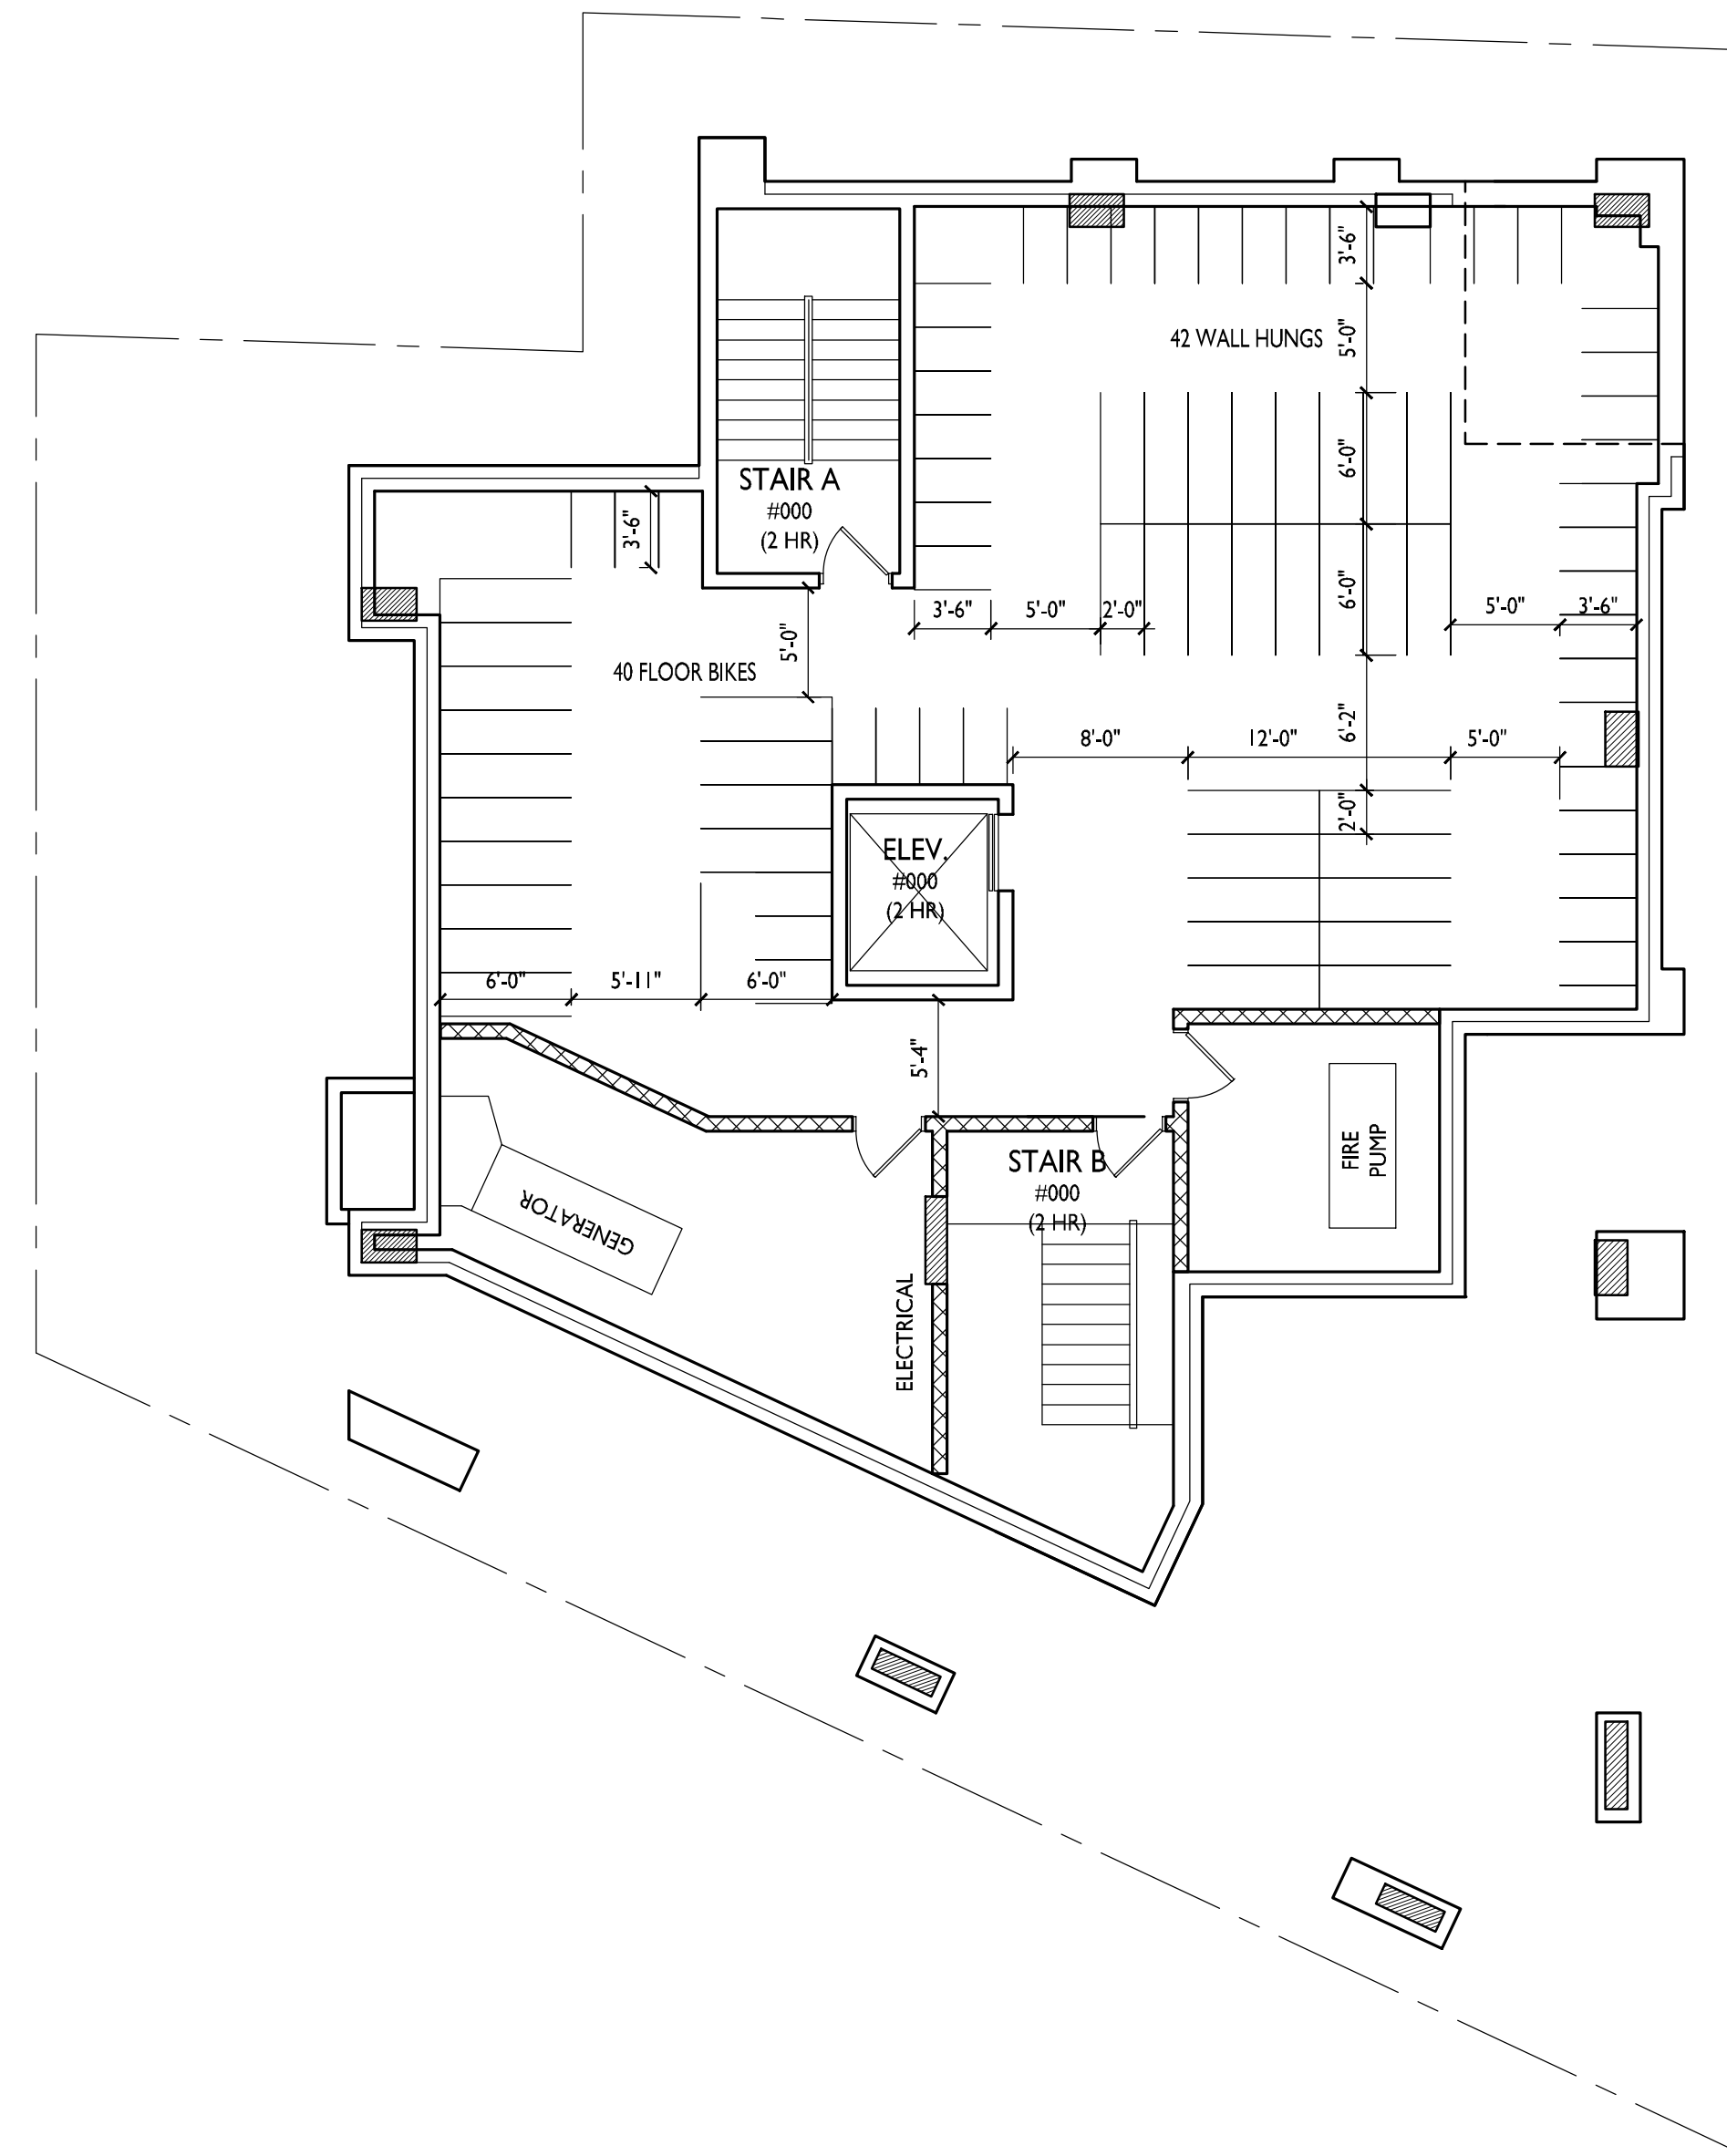 3'-6"
42 WALL HUNGS
5'-0"
6'-0"
STAIR A
#000
(2 HR)
3'-6"
6'-0"
3'-6"
5'-0"
2'-0"
5'-0"
3'-6"
5'-0"
40 FLOOR BIKES
6'-2"
8'-0"
12'-0"
5'-0"
2'-0"
ELEV.
#000
(2 HR)
6'-0"
5'-11"
6'-0"
5'-4"
STAIR B
#000
(2 HR)
FIRE
PUMP
GENERATOR
ELECTRICAL